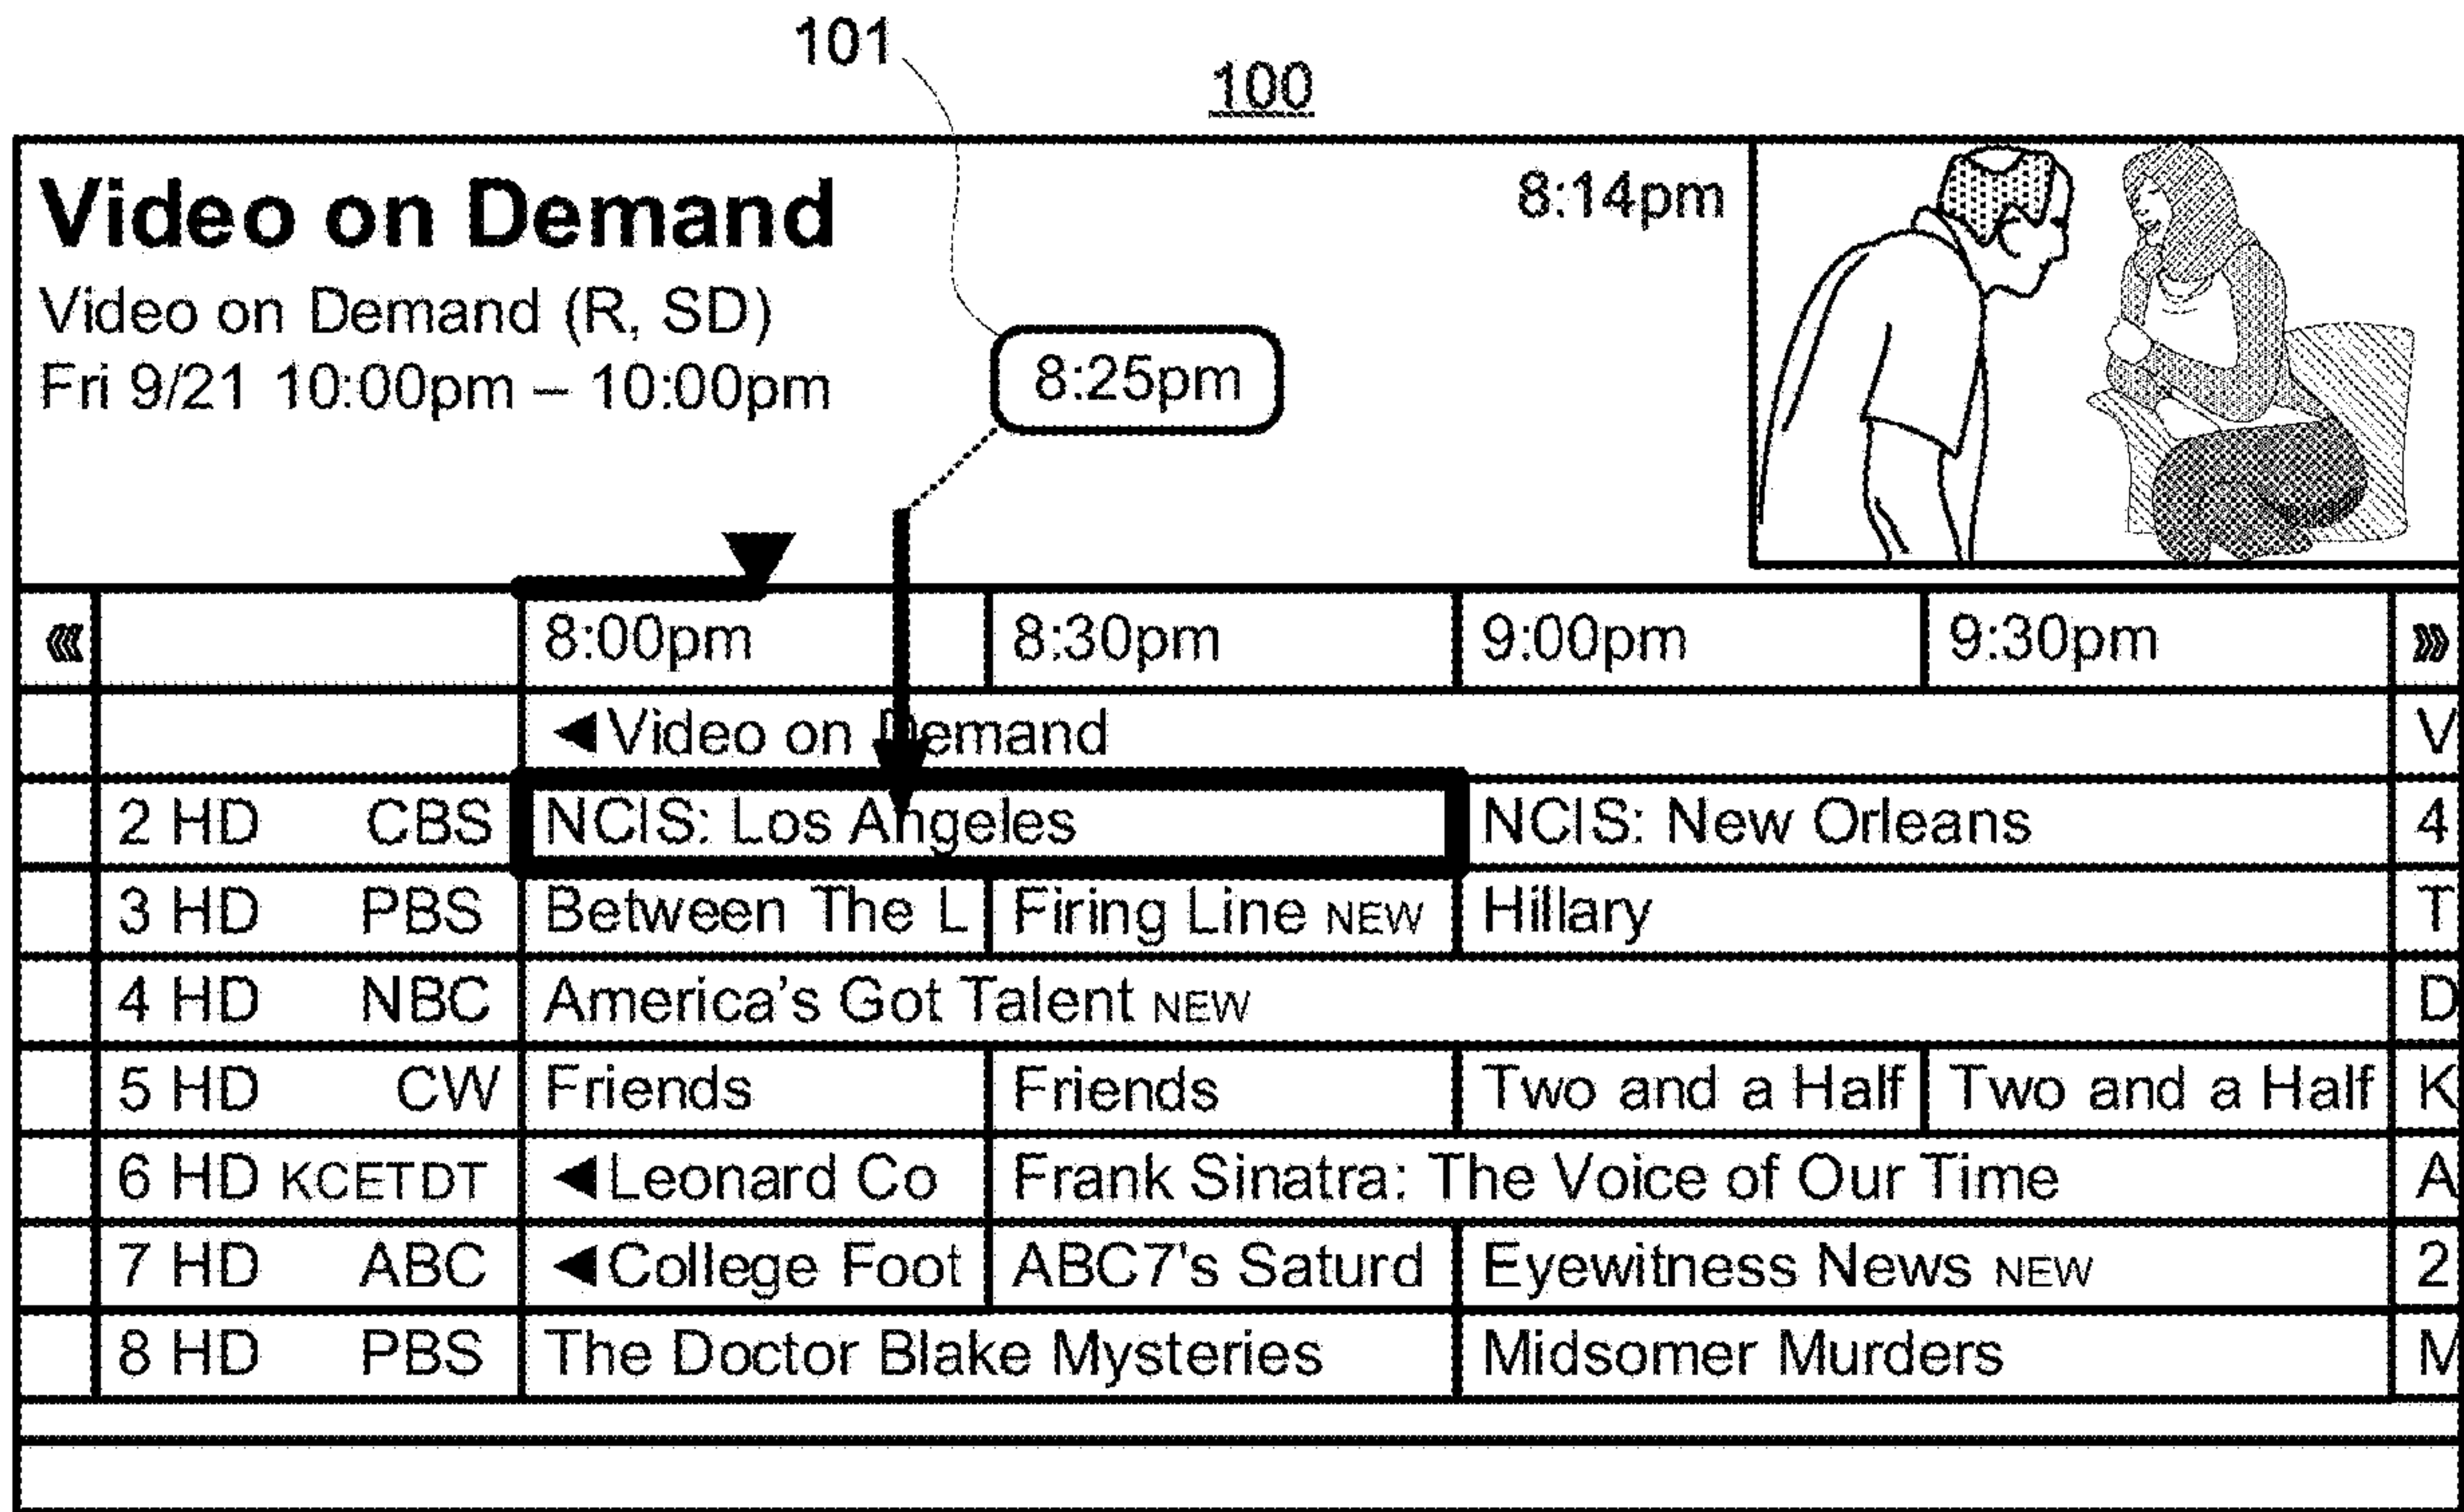 101
100
Video on Demand
8:14pm
Video on Demand (R, SD)
Fri 9/21 10:00pm – 10:00pm
8:25pm
8:00pm 8:30pm 9:00pm 9:30pm
◄Video on Demand V
2 HD CBS NCIS: Los Angeles NCIS: New Orleans 4
3 HD PBS Between The L Firing Line NEW Hillary T
4 HD NBC America's Got Talent NEW D
5 HD CW Friends Friends Two and a Half Two and a Half K
6 HD KCETDT ◄Leonard Co Frank Sinatra: The Voice of Our Time A
7 HD ABC ◄College Foot ABC7's Saturd Eyewitness News NEW 2
8 HD PBS The Doctor Blake Mysteries Midsomer Murders M